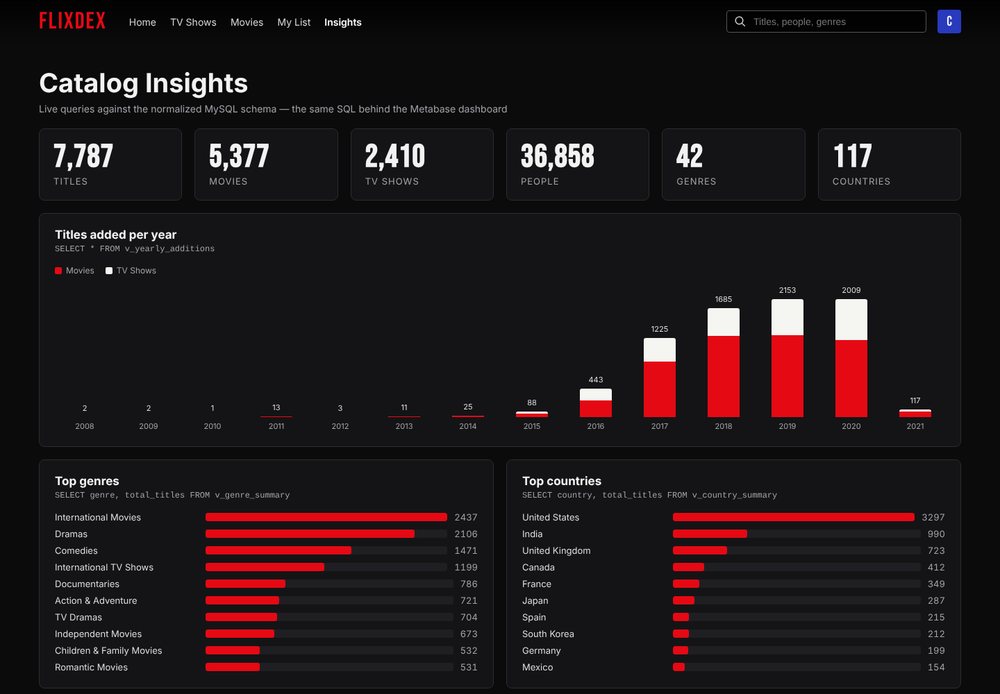 FLIXDEX Home TV Shows Movies My List Insights Titles, people, genres C
Catalog Insights
Live queries against the normalized MySQL schema — the same SQL behind the Metabase dashboard
7,787 5,377 2,410 36,858 42 117
TITLES MOVIES TV SHOWS PEOPLE GENRES COUNTRIES
Titles added per year
SELECT * FROM v_yearly_additions
Movies TV Shows
2 2 1 13 3 11 25 88 443 1225 1685 2153 2009 117
2008 2009 2010 2011 2012 2013 2014 2015 2016 2017 2018 2019 2020 2021
Top genres
SELECT genre, total_titles FROM v_genre_summary
International Movies 2437
Dramas 2106
Comedies 1471
International TV Shows 1199
Documentaries 786
Action & Adventure 721
TV Dramas 704
Independent Movies 673
Children & Family Movies 532
Romantic Movies 531
Top countries
SELECT country, total_titles FROM v_country_summary
United States 3297
India 990
United Kingdom 723
Canada 412
France 349
Japan 287
Spain 215
South Korea 212
Germany 199
Mexico 154